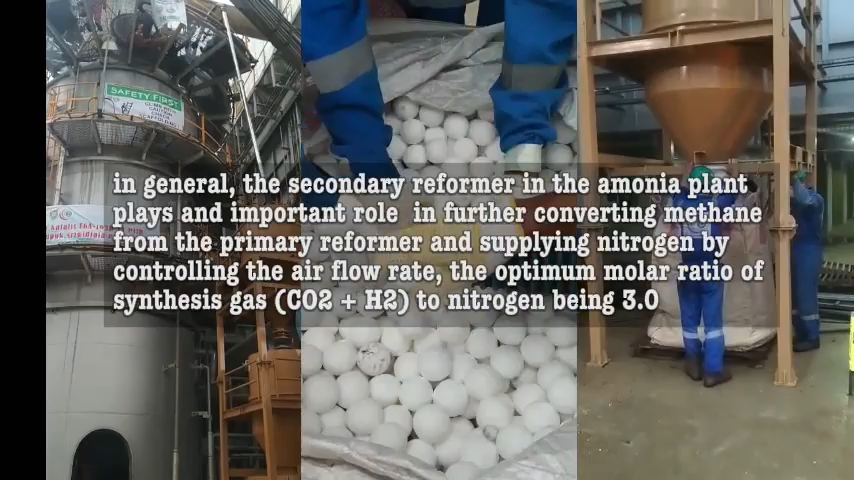 SAFETY FIRST
in general, the secondary reformer in the amonia plant
plays and important role in further converting methane
from the primary reformer and supplying nitrogen by
controlling the air flow rate, the optimum molar ratio of
synthesis gas (CO2 + H2) to nitrogen being 3.0